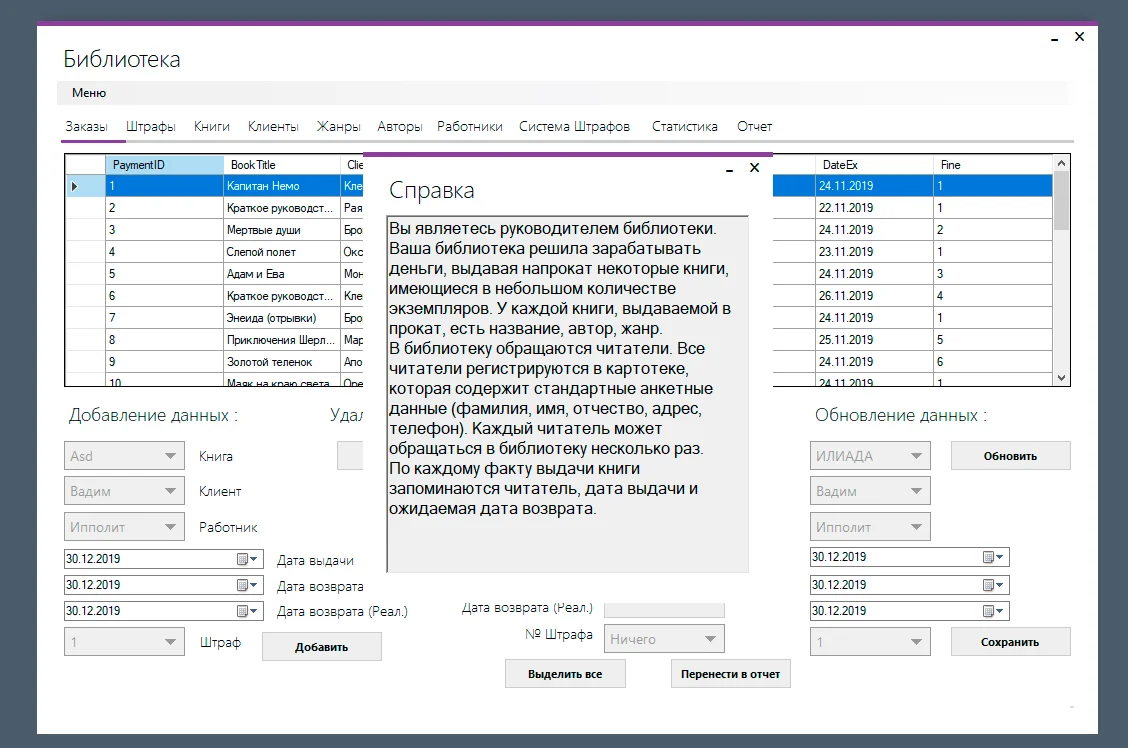 Библиотека
Меню
Заказы Штрафы Книги Клиенты Жанры Авторы Работники Система Штрафов Статистика Отчет
PaymentID BookTitle Clie DateEx Fine
1 Капитан Немо Кле 24.11.2019 1
2 Краткое руководст... Рая 22.11.2019 1
3 Мертвые души Бро 24.11.2019 2
4 Слепой полет Окс 23.11.2019 1
5 Адам и Ева Мон 24.11.2019 3
6 Краткое руководст... Кле 26.11.2019 4
7 Энеида (отрывки) Бро 24.11.2019 1
8 Приключения Шерл... Мар 25.11.2019 5
9 Золотой теленок Апо 24.11.2019 6
10 Маяк на краю света Оре 24.11.2019 1
Справка
Вы являетесь руководителем библиотеки.
Ваша библиотека решила зарабатывать
деньги, выдавая напрокат некоторые книги,
имеющиеся в небольшом количестве
экземпляров. У каждой книги, выдаваемой в
прокат, есть название, автор, жанр.
В библиотеку обращаются читатели. Все
читатели регистрируются в картотеке,
которая содержит стандартные анкетные
данные (фамилия, имя, отчество, адрес,
телефон). Каждый читатель может
обращаться в библиотеку несколько раз.
По каждому факту выдачи книги
запоминаются читатель, дата выдачи и
ожидаемая дата возврата.
Добавление данных :
Asd Книга
Вадим Клиент
Ипполит Работник
30.12.2019 Дата выдачи
30.12.2019 Дата возврата
30.12.2019 Дата возврата (Реал.)
1 Штраф Добавить
Удал
Дата возврата (Реал.)
№ Штрафа Ничего
Выделить все Перенести в отчет
Обновление данных :
ИЛИАДА Обновить
Вадим
Ипполит
30.12.2019
30.12.2019
30.12.2019
1 Сохранить